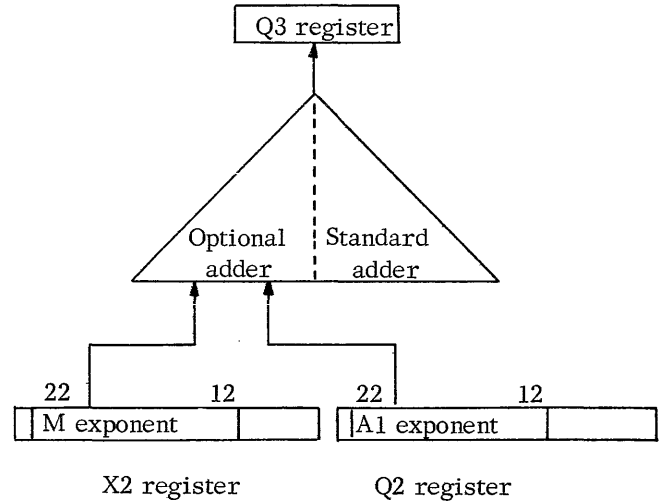 Q3 register
Optional adder
Standard adder
22 12
M exponent
22 12
A1 exponent
X2 register
Q2 register